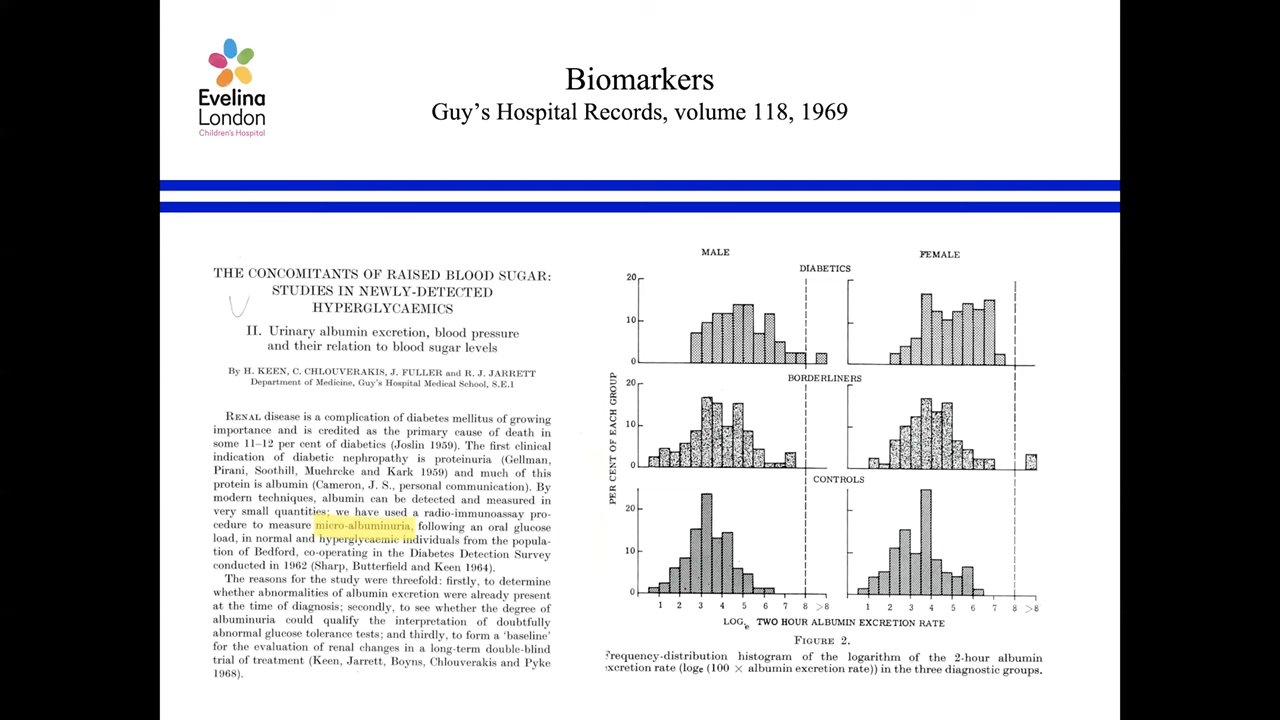 Evelina
London
Children's Hospital
Biomarkers
Guy's Hospital Records, volume 118, 1969
THE CONCOMITANTS OF RAISED BLOOD SUGAR:
STUDIES IN NEWLY-DETECTED
HYPERGLYCAEMICS
II. Urinary albumin excretion, blood pressure
and their relation to blood sugar levels
By H. KEEN, C. CHLOUVERAKIS, J. FULLER and R. J. JARRETT
Department of Medicine, Guy's Hospital Medical School, S.E.1
RENAL disease is a complication of diabetes mellitus of growing
importance and is credited as the primary cause of death in
some 11–12 per cent of diabetics (Joslin 1959). The first clinical
indication of diabetic nephropathy is proteinuria (Gellman,
Pirani, Soothill, Muehrcke and Kark 1959) and much of this
protein is albumin (Cameron, J. S., personal communication). By
modern techniques, albumin can be detected and measured in
very small quantities; we have used a radio-immunoassay pro-
cedure to measure micro-albuminuria, following an oral glucose
load, in normal and hyperglycaemic individuals from the popula-
tion of Bedford, co-operating in the Diabetes Detection Survey
conducted in 1962 (Sharp, Butterfield and Keen 1964).
The reasons for the study were threefold: firstly, to determine
whether abnormalities of albumin excretion were already present
at the time of diagnosis; secondly, to see whether the degree of
albuminuria could qualify the interpretation of doubtfully
abnormal glucose tolerance tests; and thirdly, to form a 'baseline'
for the evaluation of renal changes in a long-term double-blind
trial of treatment (Keen, Jarrett, Boyns, Chlouverakis and Pyke
1968).
MALE
FEMALE
DIABETICS
20
10
0
BORDERLINERS
20
10
0
CONTROLS
20
10
0
PER CENT OF EACH GROUP
1 2 3 4 5 6 7 8 >8
1 2 3 4 5 6 7 8 >8
LOGe TWO HOUR ALBUMIN EXCRETION RATE
FIGURE 2.
Frequency-distribution histogram of the logarithm of the 2-hour albumin
excretion rate (loge (100 × albumin excretion rate)) in the three diagnostic groups.